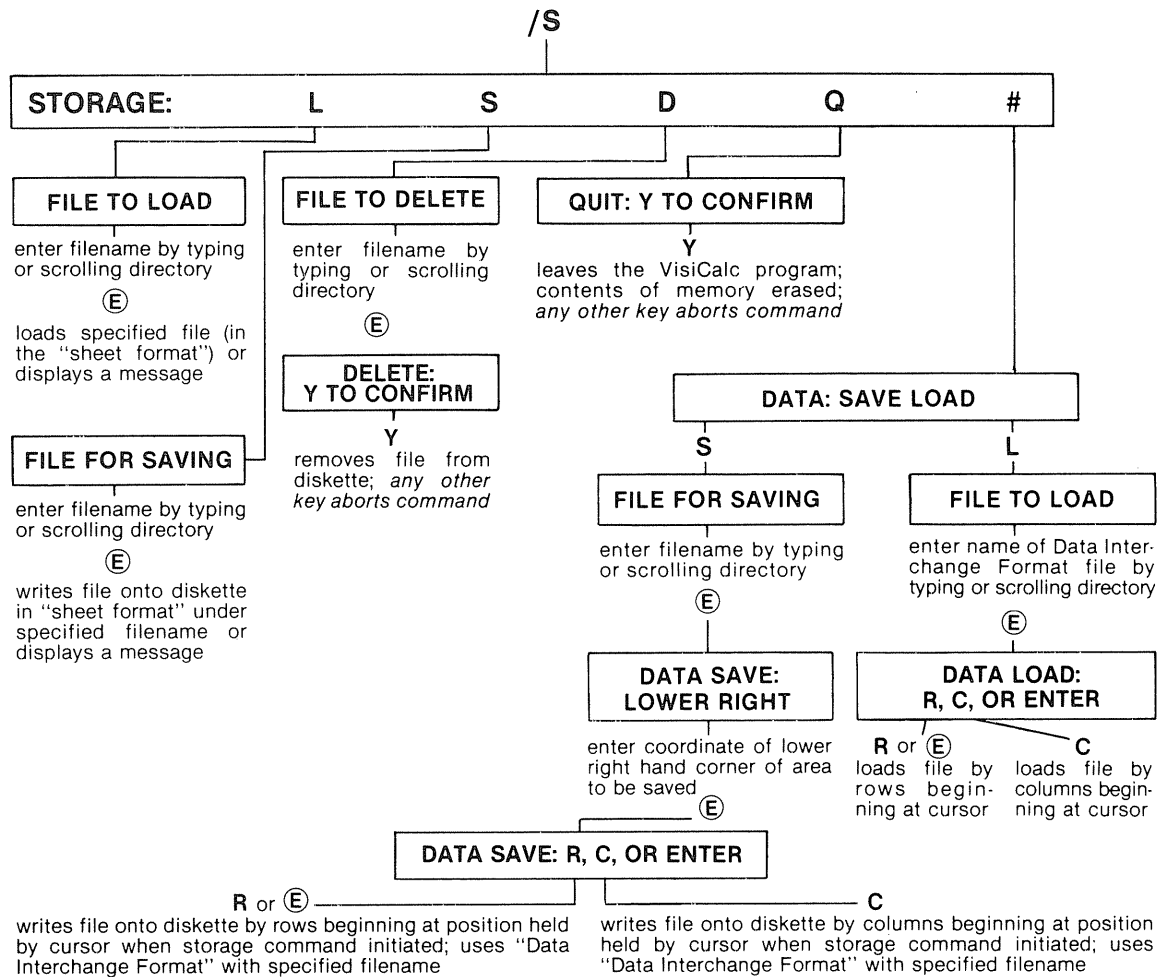 /S
STORAGE: L S D Q #
FILE TO LOAD
enter filename by typing
or scrolling directory
Ⓔ
loads specified file (in
the "sheet format") or
displays a message
FILE FOR SAVING
enter filename by typing
or scrolling directory
Ⓔ
writes file onto diskette
in "sheet format" under
specified filename or
displays a message
FILE TO DELETE
enter filename by
typing or scrolling
directory
Ⓔ
DELETE:
Y TO CONFIRM
Y
removes file from
diskette; any other
key aborts command
QUIT: Y TO CONFIRM
Y
leaves the VisiCalc program;
contents of memory erased;
any other key aborts command
DATA: SAVE LOAD
S
FILE FOR SAVING
enter filename by typing
or scrolling directory
Ⓔ
DATA SAVE:
LOWER RIGHT
enter coordinate of lower
right hand corner of area
to be saved
Ⓔ
L
FILE TO LOAD
enter name of Data Inter-
change Format file by
typing or scrolling directory
Ⓔ
DATA LOAD:
R, C, OR ENTER
R or Ⓔ
loads file by
rows begin-
ning at cursor
C
loads file by
columns begin-
ning at cursor
DATA SAVE: R, C, OR ENTER
R or Ⓔ
writes file onto diskette by rows beginning at position held
by cursor when storage command initiated; uses "Data
Interchange Format" with specified filename
C
writes file onto diskette by columns beginning at position
held by cursor when storage command initiated; uses
"Data Interchange Format" with specified filename